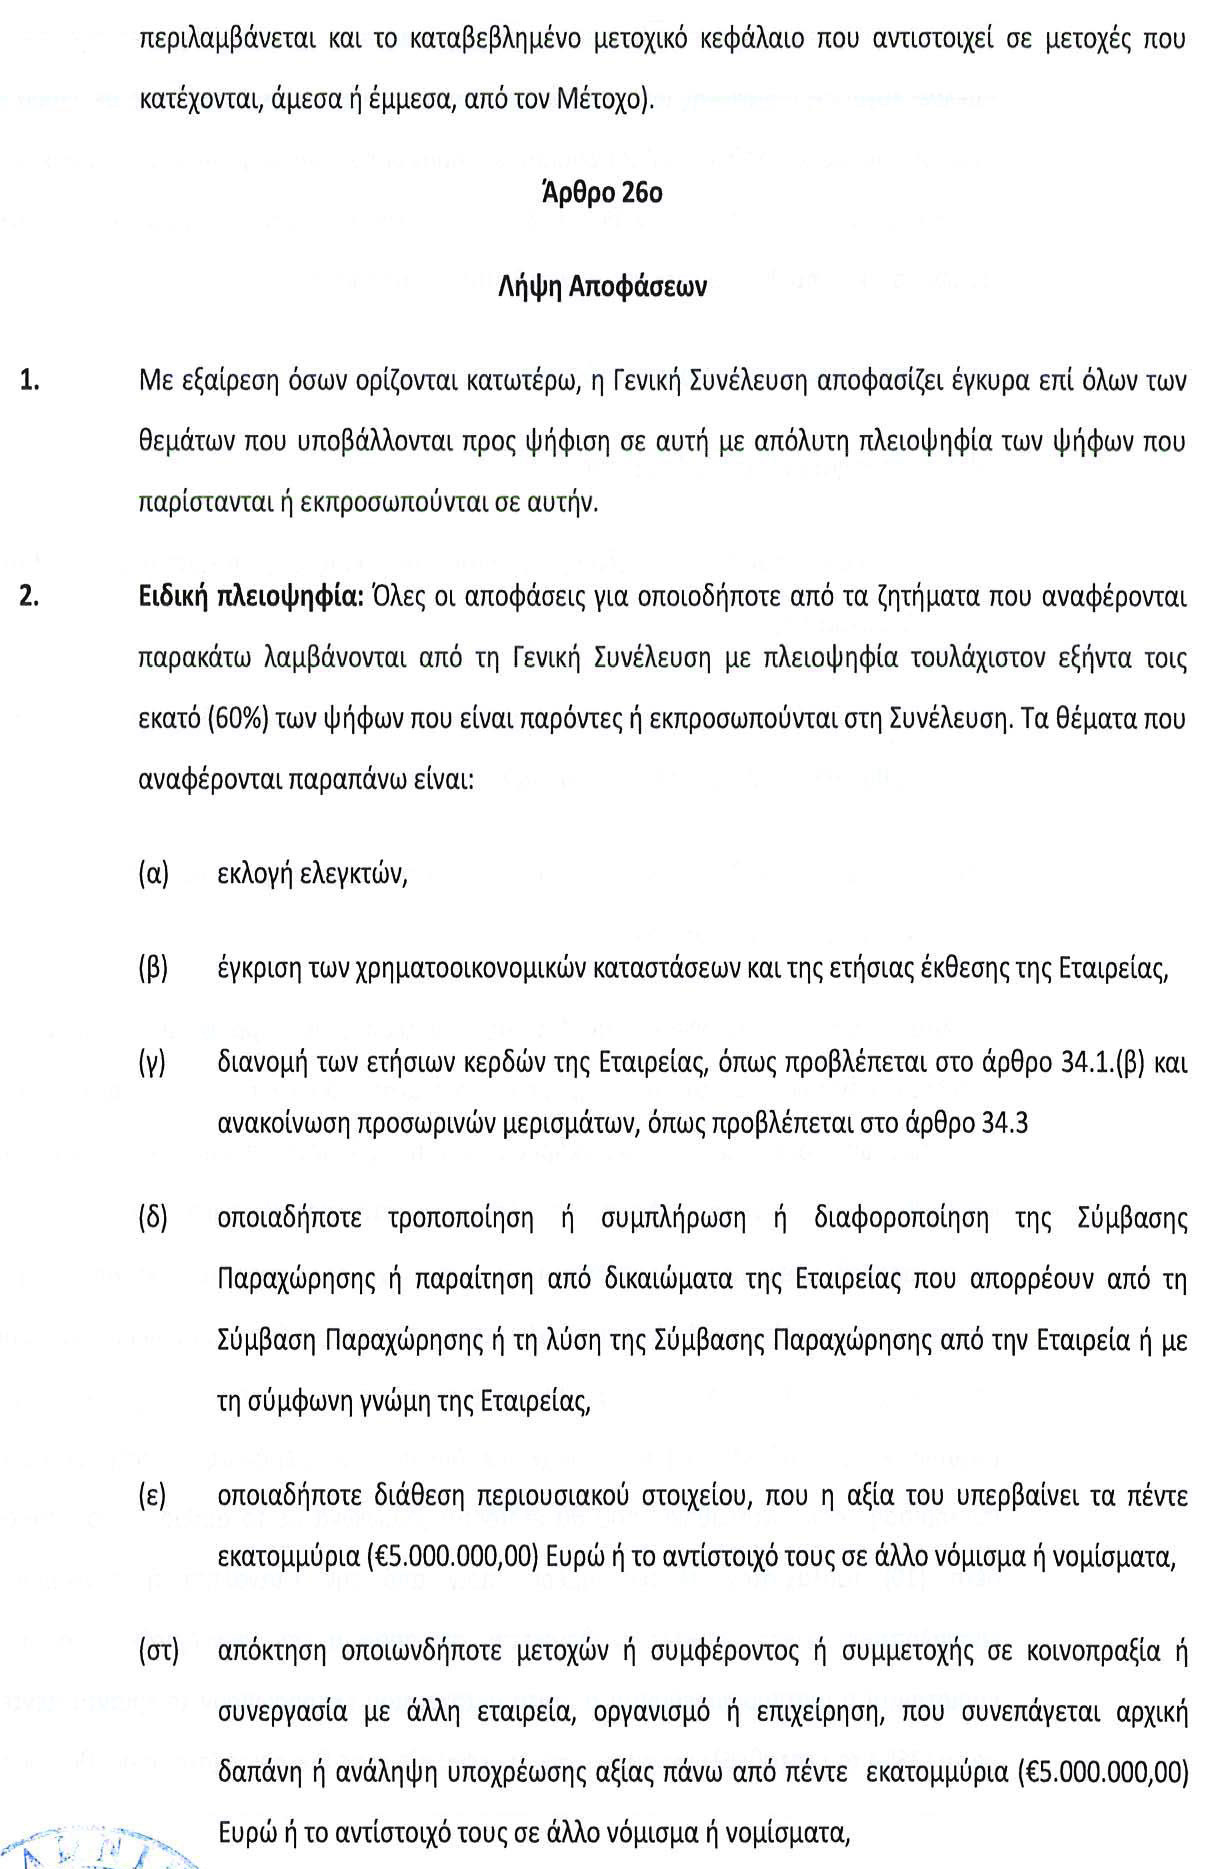 περιλαμβάνεται και το καταβεβλημένο μετοχικό κεφάλαιο που αντιστοιχεί σε μετοχές που
κατέχονται, άμεσα ή έμμεσα, από τον Μέτοχο).
Άρθρο 26ο
Λήψη Αποφάσεων
1. Με εξαίρεση όσων ορίζονται κατωτέρω, η Γενική Συνέλευση αποφασίζει έγκυρα επί όλων των
θεμάτων που υποβάλλονται προς ψήφιση σε αυτή με απόλυτη πλειοψηφία των ψήφων που
παρίστανται ή εκπροσωπούνται σε αυτήν.
2. Ειδική πλειοψηφία: Όλες οι αποφάσεις για οποιοδήποτε από τα ζητήματα που αναφέρονται
παρακάτω λαμβάνονται από τη Γενική Συνέλευση με πλειοψηφία τουλάχιστον εξήντα τοις
εκατό (60%) των ψήφων που είναι παρόντες ή εκπροσωπούνται στη Συνέλευση. Τα θέματα που
αναφέρονται παραπάνω είναι:
(α) εκλογή ελεγκτών,
(β) έγκριση των χρηματοοικονομικών καταστάσεων και της ετήσιας έκθεσης της Εταιρείας,
(γ) διανομή των ετήσιων κερδών της Εταιρείας, όπως προβλέπεται στο άρθρο 34.1.(β) και
ανακοίνωση προσωρινών μερισμάτων, όπως προβλέπεται στο άρθρο 34.3
(δ) οποιαδήποτε τροποποίηση ή συμπλήρωση ή διαφοροποίηση της Σύμβασης
Παραχώρησης ή παραίτηση από δικαιώματα της Εταιρείας που απορρέουν από τη
Σύμβαση Παραχώρησης ή τη λύση της Σύμβασης Παραχώρησης από την Εταιρεία ή με
τη σύμφωνη γνώμη της Εταιρείας,
(ε) οποιαδήποτε διάθεση περιουσιακού στοιχείου, που η αξία του υπερβαίνει τα πέντε
εκατομμύρια (€5.000.000,00) Ευρώ ή το αντίστοιχό τους σε άλλο νόμισμα ή νομίσματα,
(στ) απόκτηση οποιωνδήποτε μετοχών ή συμφέροντος ή συμμετοχής σε κοινοπραξία ή
συνεργασία με άλλη εταιρεία, οργανισμό ή επιχείρηση, που συνεπάγεται αρχική
δαπάνη ή ανάληψη υποχρέωσης αξίας πάνω από πέντε εκατομμύρια (€5.000.000,00)
Ευρώ ή το αντίστοιχό τους σε άλλο νόμισμα ή νομίσματα,